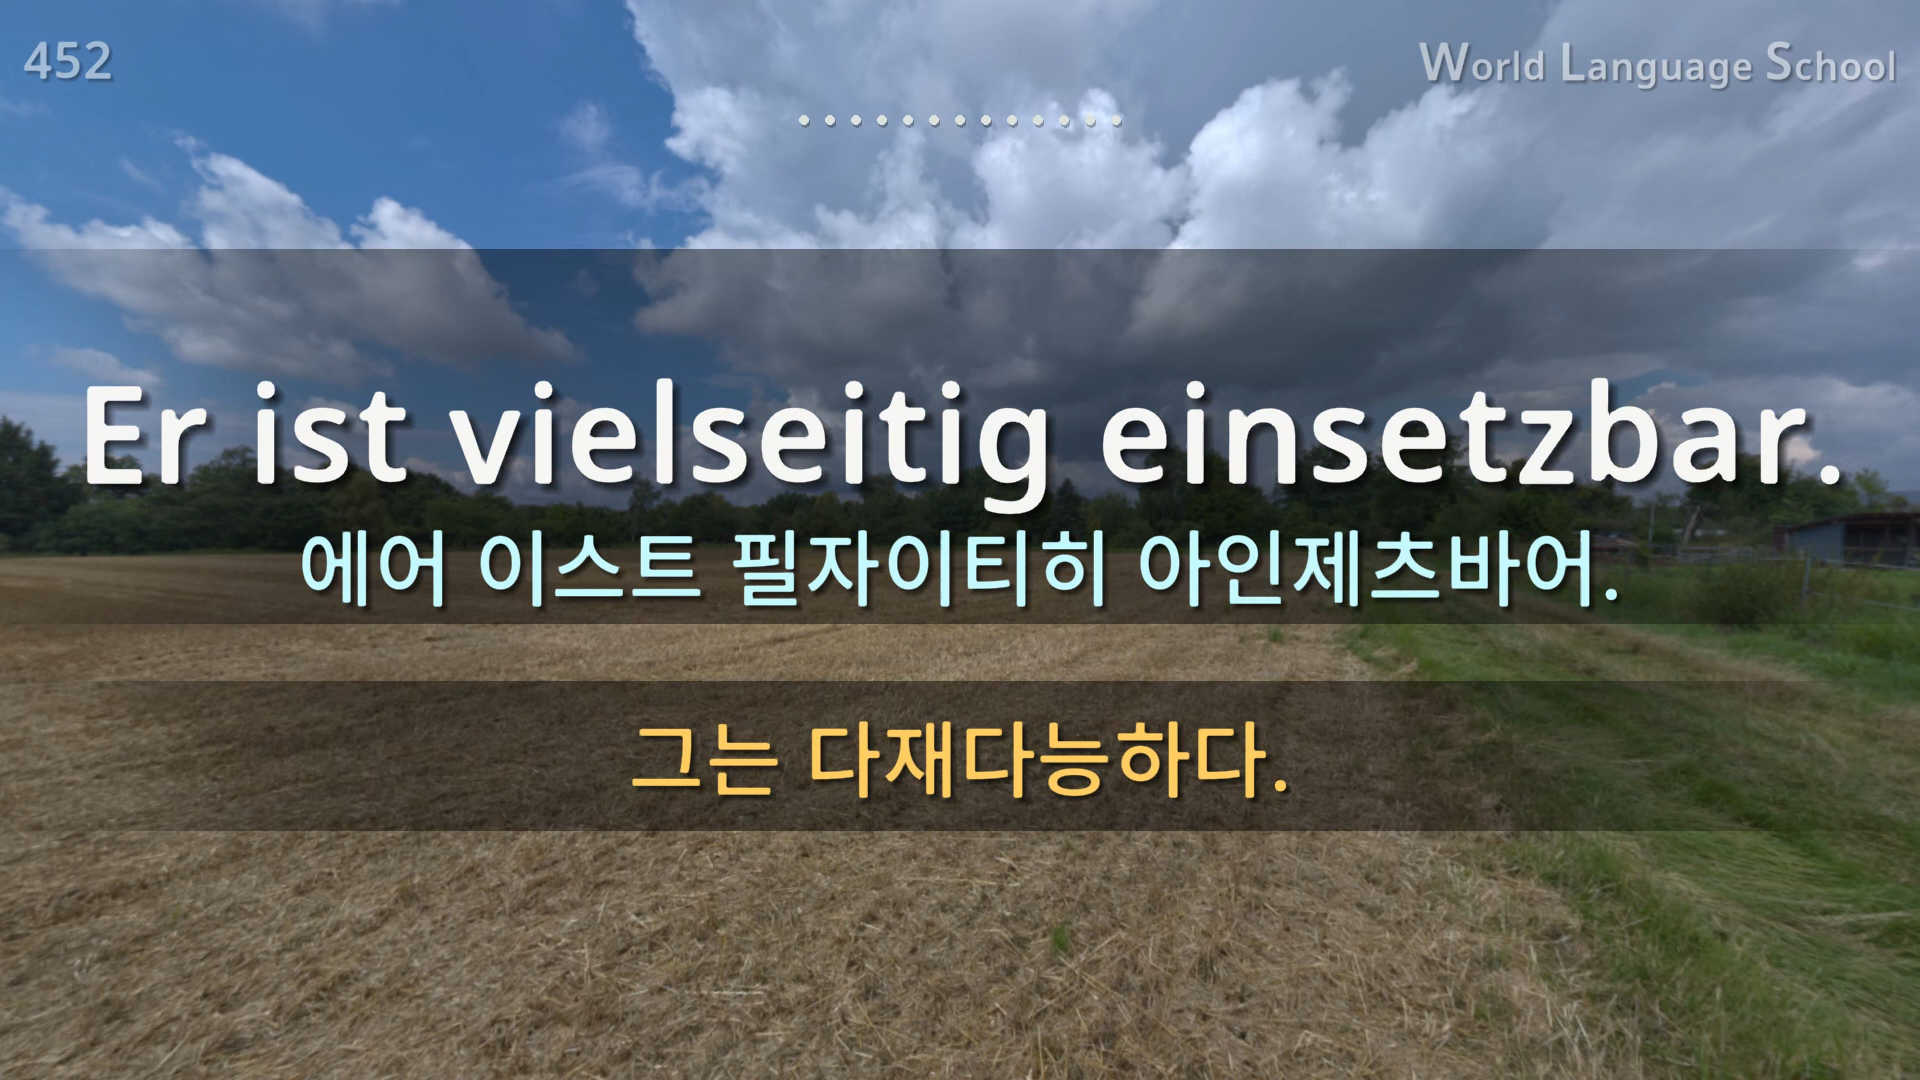 452
World Language School
Er ist vielseitig einsetzbar.
에어 이스트 필자이티히 아인제츠바어.
그는 다재다능하다.